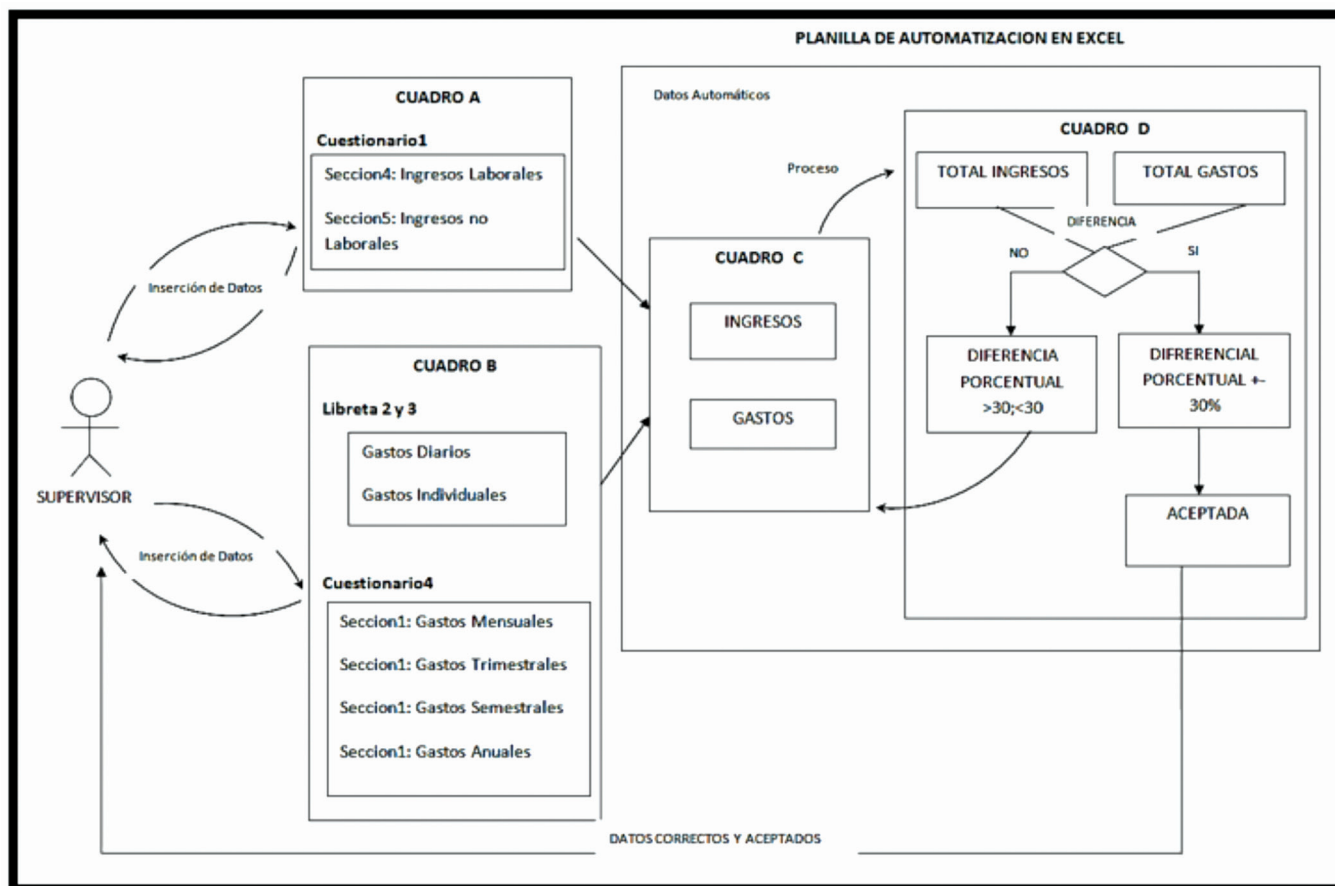 PLANILLA DE AUTOMATIZACION EN EXCEL
CUADRO A
Cuestionario1
Seccion4: Ingresos Laborales
Seccion5: Ingresos no
Laborales
Inserción de Datos
SUPERVISOR
Inserción de Datos
CUADRO B
Libreta 2 y 3
Gastos Diarios
Gastos Individuales
Cuestionario4
Seccion1: Gastos Mensuales
Seccion1: Gastos Trimestrales
Seccion1: Gastos Semestrales
Seccion1: Gastos Anuales
Datos Automáticos
Proceso
CUADRO C
INGRESOS
GASTOS
CUADRO D
TOTAL INGRESOS
TOTAL GASTOS
DIFERENCIA
NO
SI
DIFERENCIA
PORCENTUAL
>30;<30
DIFRERENCIAL
PORCENTUAL +-
30%
ACEPTADA
DATOS CORRECTOS Y ACEPTADOS